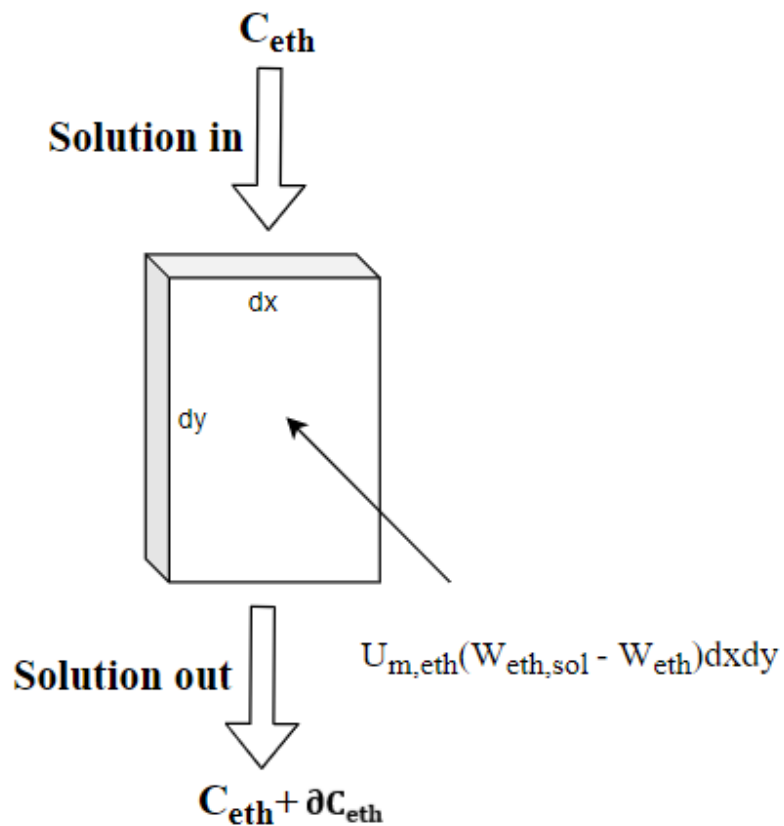 C_eth
Solution in
dx
dy
U_m,eth(W_eth,sol - W_eth)dxdy
Solution out
C_eth + ∂C_eth